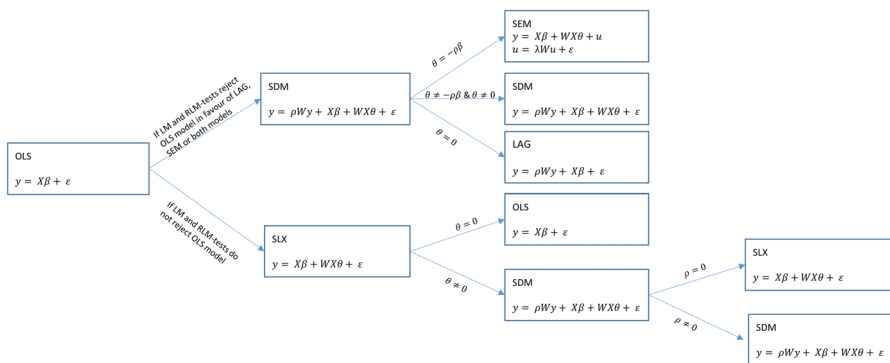 SEM
y = Xβ + WXθ + u
u = λWu + ε
θ = −ρβ
If LM and RLM-tests reject
OLS model in favour of LAG,
SEM or both models
SDM
y = ρWy + Xβ + WXθ + ε
θ ≠ −ρβ & θ ≠ 0
SDM
y = ρWy + Xβ + WXθ + ε
θ = 0
LAG
y = ρWy + Xβ + ε
OLS
y = Xβ + ε
If LM and RLM-tests do
not reject OLS model
SLX
y = Xβ + WXθ + ε
θ = 0
OLS
y = Xβ + ε
θ ≠ 0
SDM
y = ρWy + Xβ + WXθ + ε
ρ = 0
SLX
y = Xβ + WXθ + ε
ρ ≠ 0
SDM
y = ρWy + Xβ + WXθ + ε